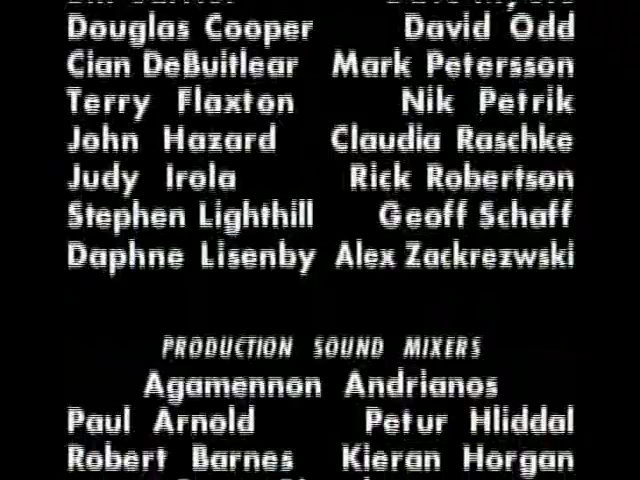 Douglas Cooper David Odd
Cian DeBuitlear Mark Petersson
Terry Flaxton Nik Petrik
John Hazard Claudia Raschke
Judy Irola Rick Robertson
Stephen Lighthill Geoff Schaff
Daphne Lisenby Alex Zackrezwski
PRODUCTION SOUND MIXERS
Agamennon Andrianos
Paul Arnold Petur Hliddal
Robert Barnes Kieran Horgan